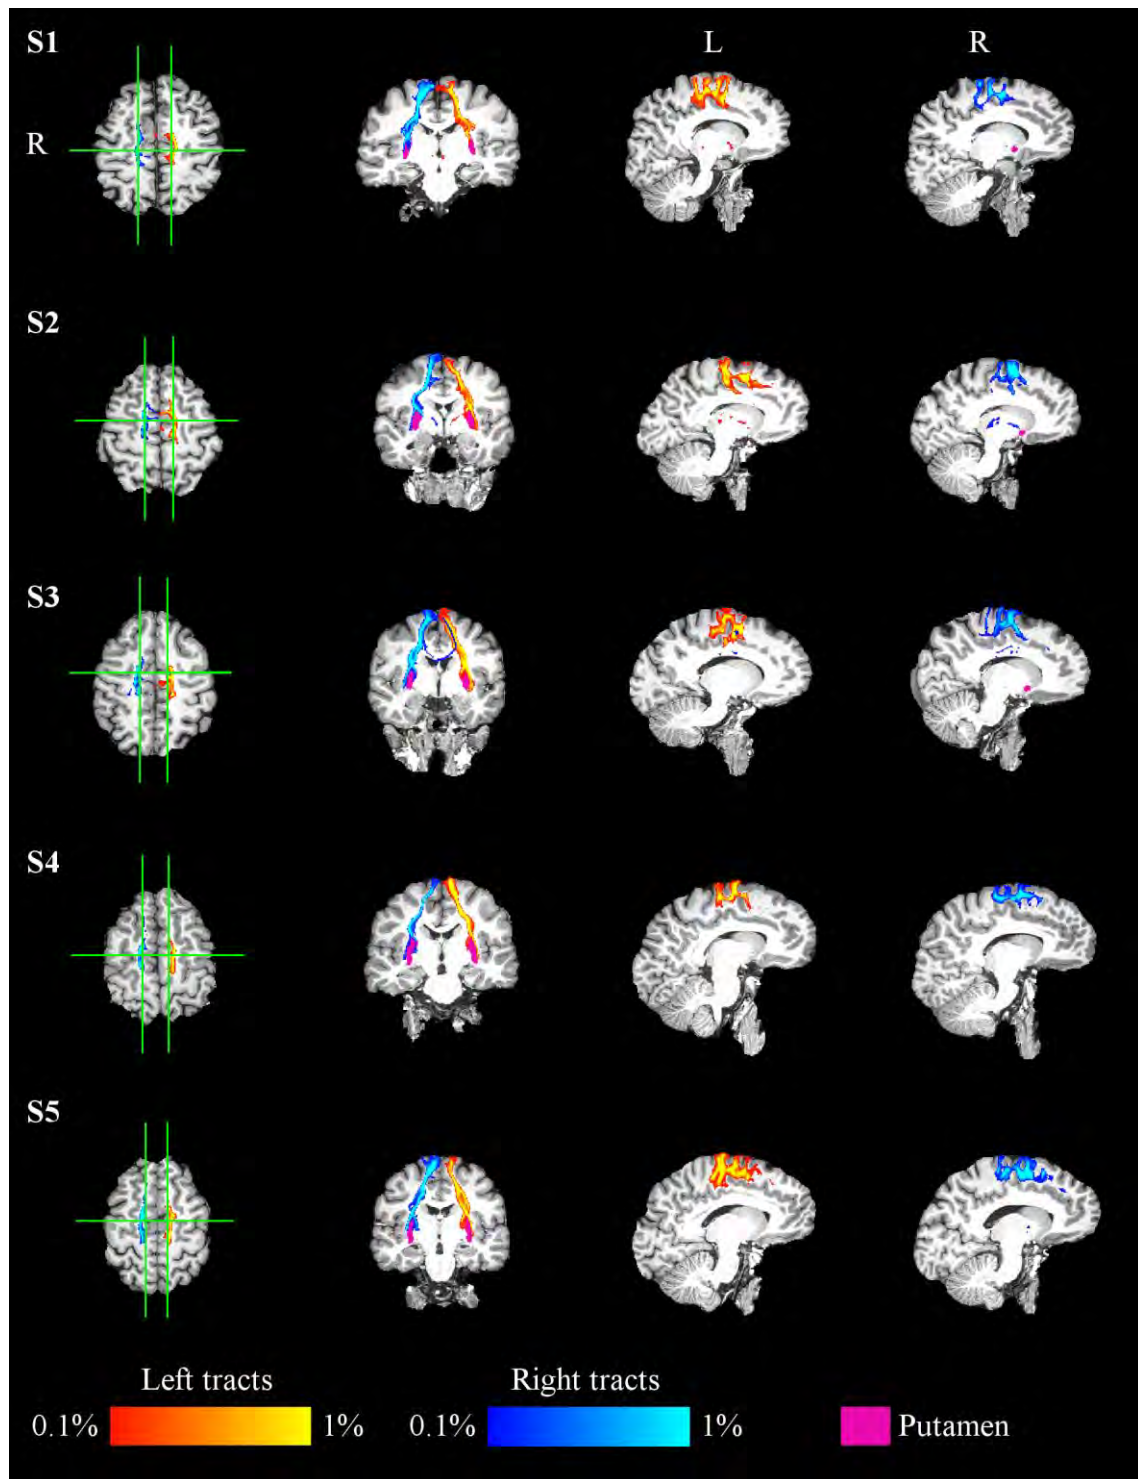 S1
L
R
R
S2
S3
S4
S5
Left tracts
Right tracts
0.1%
1%
0.1%
1%
Putamen